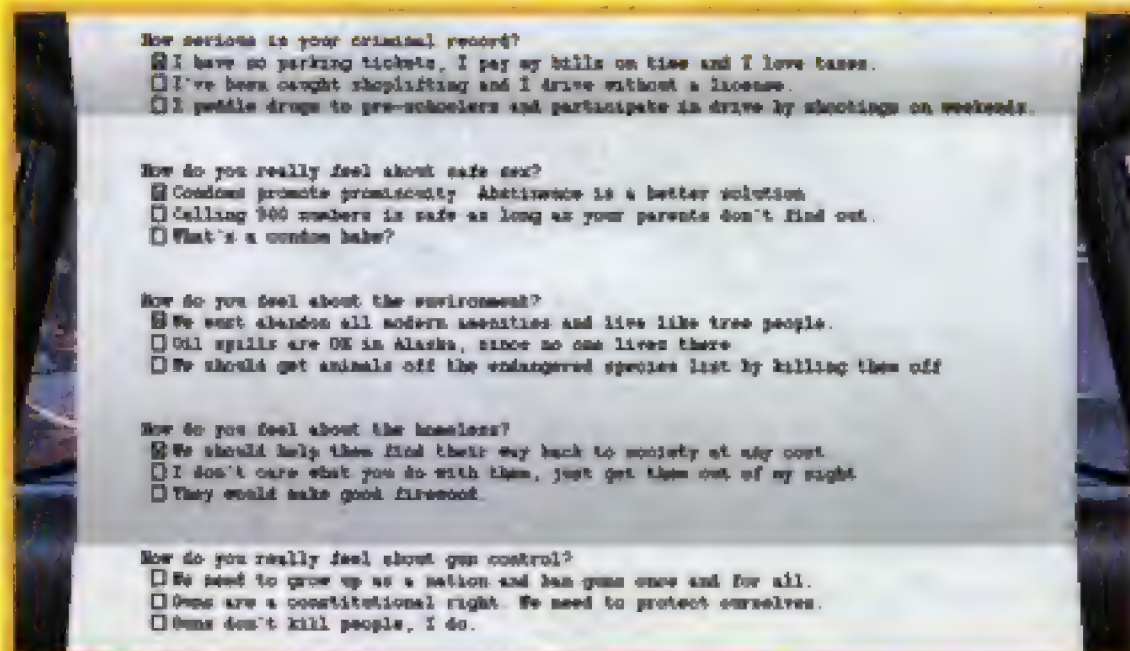 How serious is your criminal record?
I have no parking tickets, I pay my bills on time and I love taxes.
I've been caught shoplifting and I drive without a license.
I peddle drugs to pre-schoolers and participate in drive by shootings on weekends.
How do you really feel about safe sex?
Condoms promote promiscuity Abstinence is a better solution
Calling 900 numbers is safe as long as your parents don't find out.
What's a condom babe?
How do you feel about the environment?
We must abandon all modern amenities and live like tree people.
Oil spills are OK in Alaska, since no one lives there
We should get animals off the endangered species list by killing them off
How do you feel about the homeless?
We should help them find their way back to society at any cost
I don't care what you do with them, just get them out of my sight
They would make good firewood.
How do you really feel about gun control?
We need to grow up as a nation and ban guns once and for all.
Guns are a constitutional right. We need to protect ourselves.
Guns don't kill people, I do.